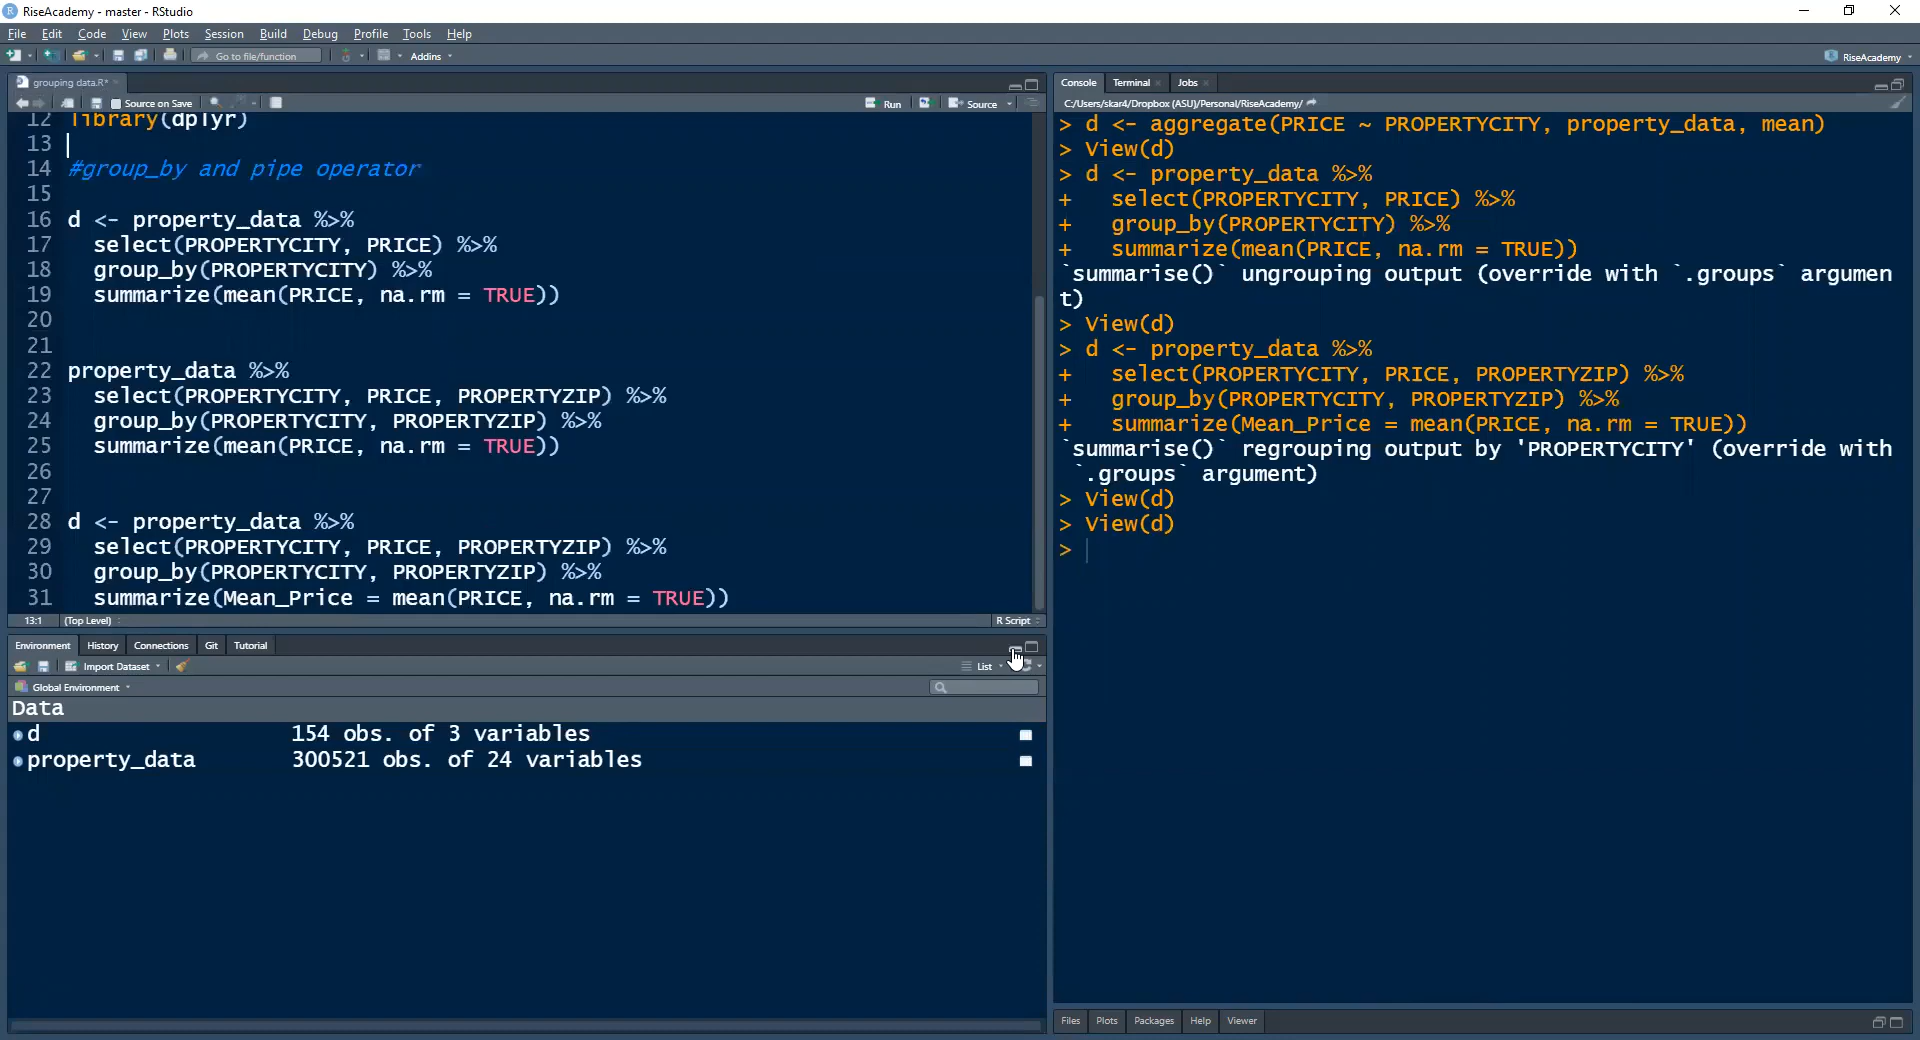 RiseAcademy - master - RStudio
File Edit Code View Plots Session Build Debug Profile Tools Help
Go to file/function Addins RiseAcademy
grouping data.R*
Source on Save Run Source
12 library(dplyr)
13
14 #group_by and pipe operator
15
16 d <- property_data %>%
17 select(PROPERTYCITY, PRICE) %>%
18 group_by(PROPERTYCITY) %>%
19 summarize(mean(PRICE, na.rm = TRUE))
20
21
22 property_data %>%
23 select(PROPERTYCITY, PRICE, PROPERTYZIP) %>%
24 group_by(PROPERTYCITY, PROPERTYZIP) %>%
25 summarize(mean(PRICE, na.rm = TRUE))
26
27
28 d <- property_data %>%
29 select(PROPERTYCITY, PRICE, PROPERTYZIP) %>%
30 group_by(PROPERTYCITY, PROPERTYZIP) %>%
31 summarize(Mean_Price = mean(PRICE, na.rm = TRUE))
13:1 (Top Level) R Script
Environment History Connections Git Tutorial
Import Dataset List
Global Environment
Data
d 154 obs. of 3 variables
property_data 300521 obs. of 24 variables
Console Terminal Jobs
C:/Users/skar4/Dropbox (ASU)/Personal/RiseAcademy/
> d <- aggregate(PRICE ~ PROPERTYCITY, property_data, mean)
> View(d)
> d <- property_data %>%
+ select(PROPERTYCITY, PRICE) %>%
+ group_by(PROPERTYCITY) %>%
+ summarize(mean(PRICE, na.rm = TRUE))
`summarise()` ungrouping output (override with `.groups` argumen
t)
> View(d)
> d <- property_data %>%
+ select(PROPERTYCITY, PRICE, PROPERTYZIP) %>%
+ group_by(PROPERTYCITY, PROPERTYZIP) %>%
+ summarize(Mean_Price = mean(PRICE, na.rm = TRUE))
`summarise()` regrouping output by 'PROPERTYCITY' (override with
`.groups` argument)
> View(d)
> View(d)
>
Files Plots Packages Help Viewer